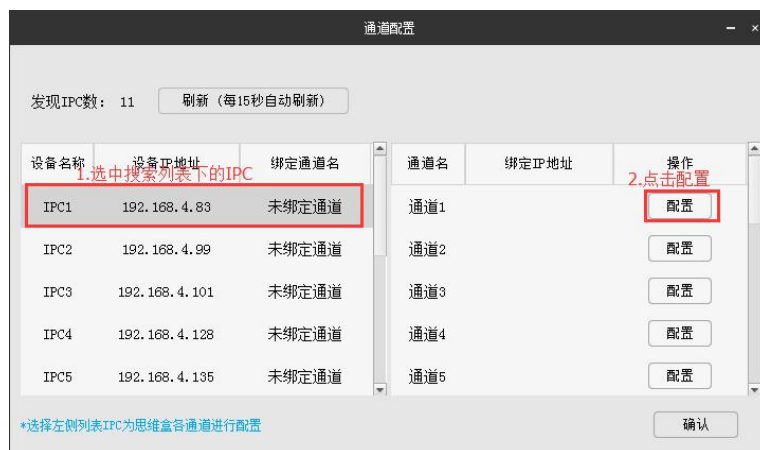 通道配置
发现IPC数： 11 刷新（每15秒自动刷新）
设备名称 设备IP地址 绑定通道名 通道名 绑定IP地址 操作
1.选中搜索列表下的IPC 2.点击配置
IPC1 192.168.4.83 未绑定通道 通道1 配置
IPC2 192.168.4.99 未绑定通道 通道2 配置
IPC3 192.168.4.101 未绑定通道 通道3 配置
IPC4 192.168.4.128 未绑定通道 通道4 配置
IPC5 192.168.4.135 未绑定通道 通道5 配置
*选择左侧列表IPC为思维盒各通道进行配置 确认